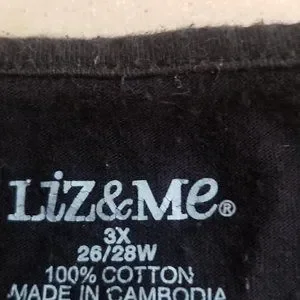 Liz&Me®
3X
26/28W
100% COTTON
MADE IN CAMBODIA